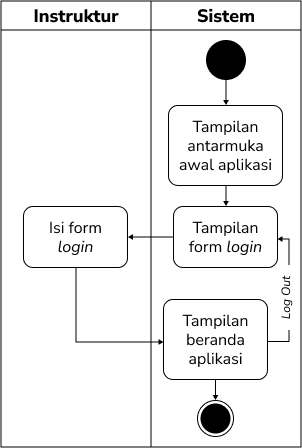 Instruktur
Sistem
Tampilan
antarmuka
awal aplikasi
Isi form
login
Tampilan
form login
Log Out
Tampilan
beranda
aplikasi